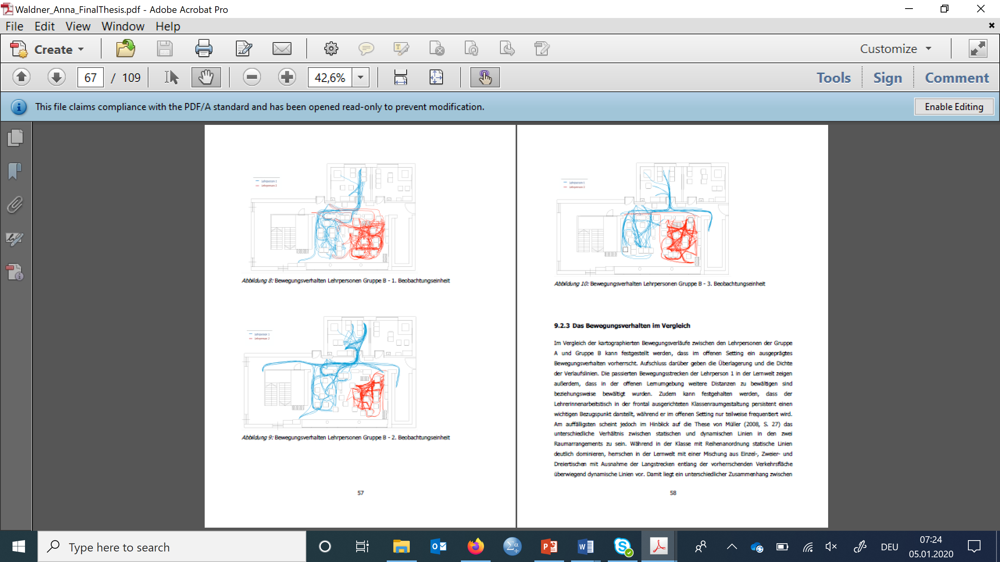 Waldner_Anna_FinalThesis.pdf - Adobe Acrobat Pro
File Edit View Window Help
Create
Customize
67 / 109
42,6%
Tools Sign Comment
This file claims compliance with the PDF/A standard and has been opened read-only to prevent modification.
Enable Editing
Lehrperson 1
Lehrperson 2
Abbildung 8: Bewegungsverhalten Lehrpersonen Gruppe B - 1. Beobachtungseinheit
Lehrperson 1
Lehrperson 2
Abbildung 9: Bewegungsverhalten Lehrpersonen Gruppe B - 2. Beobachtungseinheit
57
Lehrperson 1
Lehrperson 2
Abbildung 10: Bewegungsverhalten Lehrpersonen Gruppe B - 3. Beobachtungseinheit
9.2.3 Das Bewegungsverhalten im Vergleich
Im Vergleich der kartographierten Bewegungsverläufe zwischen den Lehrpersonen der Gruppe
A und Gruppe B kann festgestellt werden, dass im offenen Setting ein ausgeprägtes
Bewegungsverhalten vorherrscht. Aufschluss darüber geben die Überlagerung und die Dichte
der Verlaufslinien. Die passierten Bewegungsstrecken der Lehrperson 1 in der Lernwelt zeigen
außerdem, dass in der offenen Lernumgebung weitere Distanzen zu bewältigen sind
beziehungsweise bewältigt wurden. Zudem kann festgehalten werden, dass der
Lehrerinnenarbeitstisch in der frontal ausgerichteten Klassenraumgestaltung persistent einen
wichtigen Bezugspunkt darstellt, während er im offenen Setting nur teilweise frequentiert wird.
Am auffälligsten scheint jedoch im Hinblick auf die These von Müller (2008, S. 27) das
unterschiedliche Verhältnis zwischen statischen und dynamischen Linien in den zwei
Raumarrangements zu sein. Während in der Klasse mit Reihenanordnung statische Linien
deutlich dominieren, herrschen in der Lernwelt mit einer Mischung aus Einzel-, Zweier- und
Dreiertischen mit Ausnahme der Langstrecken entlang der vorherrschenden Verkehrsfläche
überwiegend dynamische Linien vor. Damit liegt ein unterschiedlicher Zusammenhang zwischen
58
Type here to search
DEU
07:24
05.01.2020